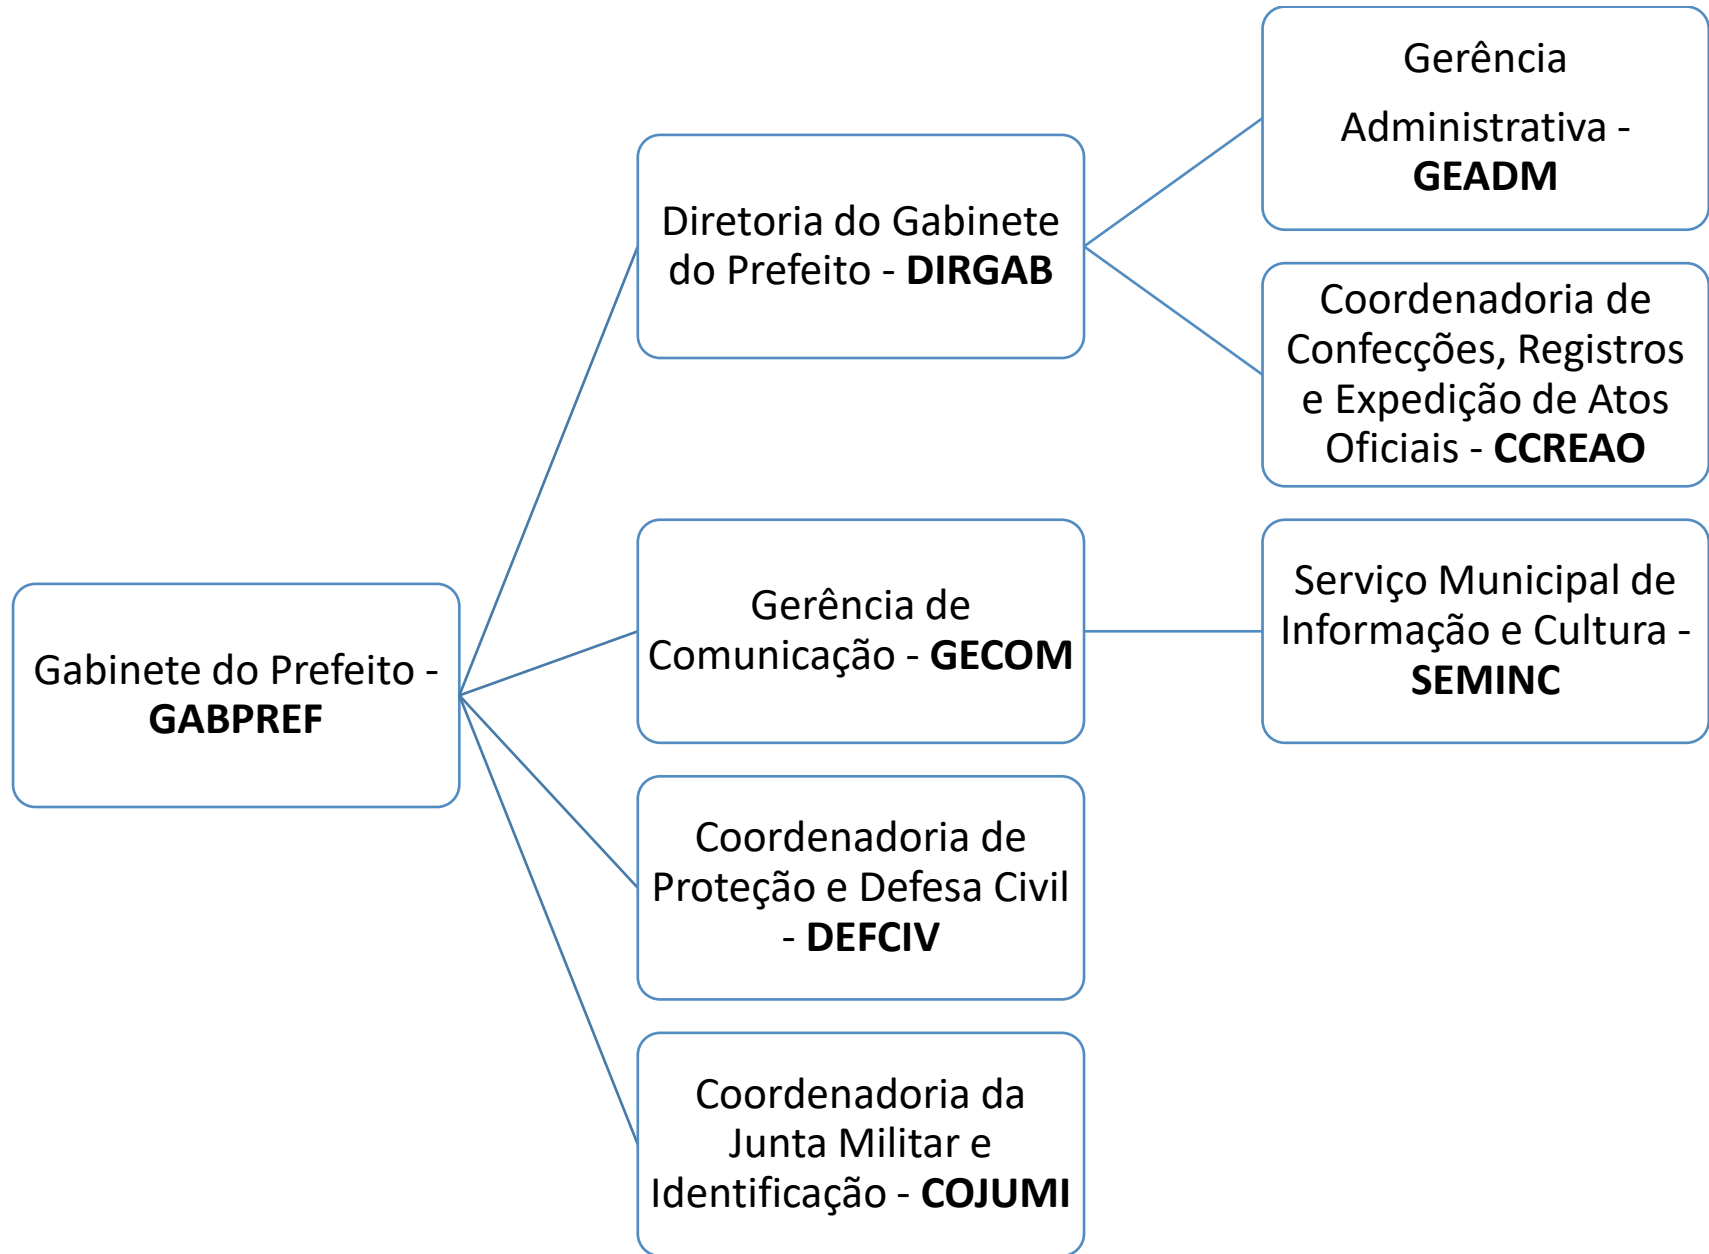 Gabinete do Prefeito -
GABPREF
Diretoria do Gabinete
do Prefeito - DIRGAB
Gerência
Administrativa -
GEADM
Coordenadoria de
Confecções, Registros
e Expedição de Atos
Oficiais - CCREAO
Gerência de
Comunicação - GECOM
Serviço Municipal de
Informação e Cultura -
SEMINC
Coordenadoria de
Proteção e Defesa Civil
- DEFCIV
Coordenadoria da
Junta Militar e
Identificação - COJUMI